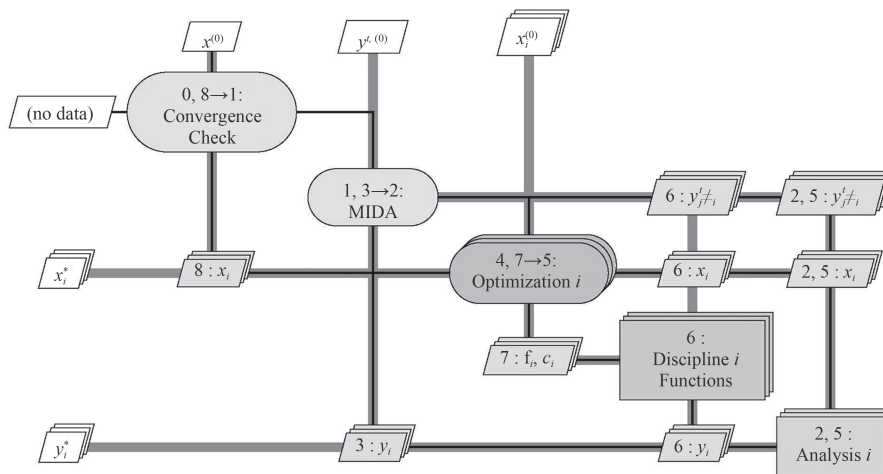 x^(0)
y^t, (0)
x_i^(0)
(no data)
0, 8→1:
Convergence
Check
1, 3→2:
MIDA
6 : y^t_j≠i
2, 5 : y^t_j≠i
x_i^*
8 : x_i
4, 7→5:
Optimization i
6 : x_i
2, 5 : x_i
7 : f_i, c_i
6 :
Discipline i
Functions
y_i^*
3 : y_i
6 : y_i
2, 5 :
Analysis i